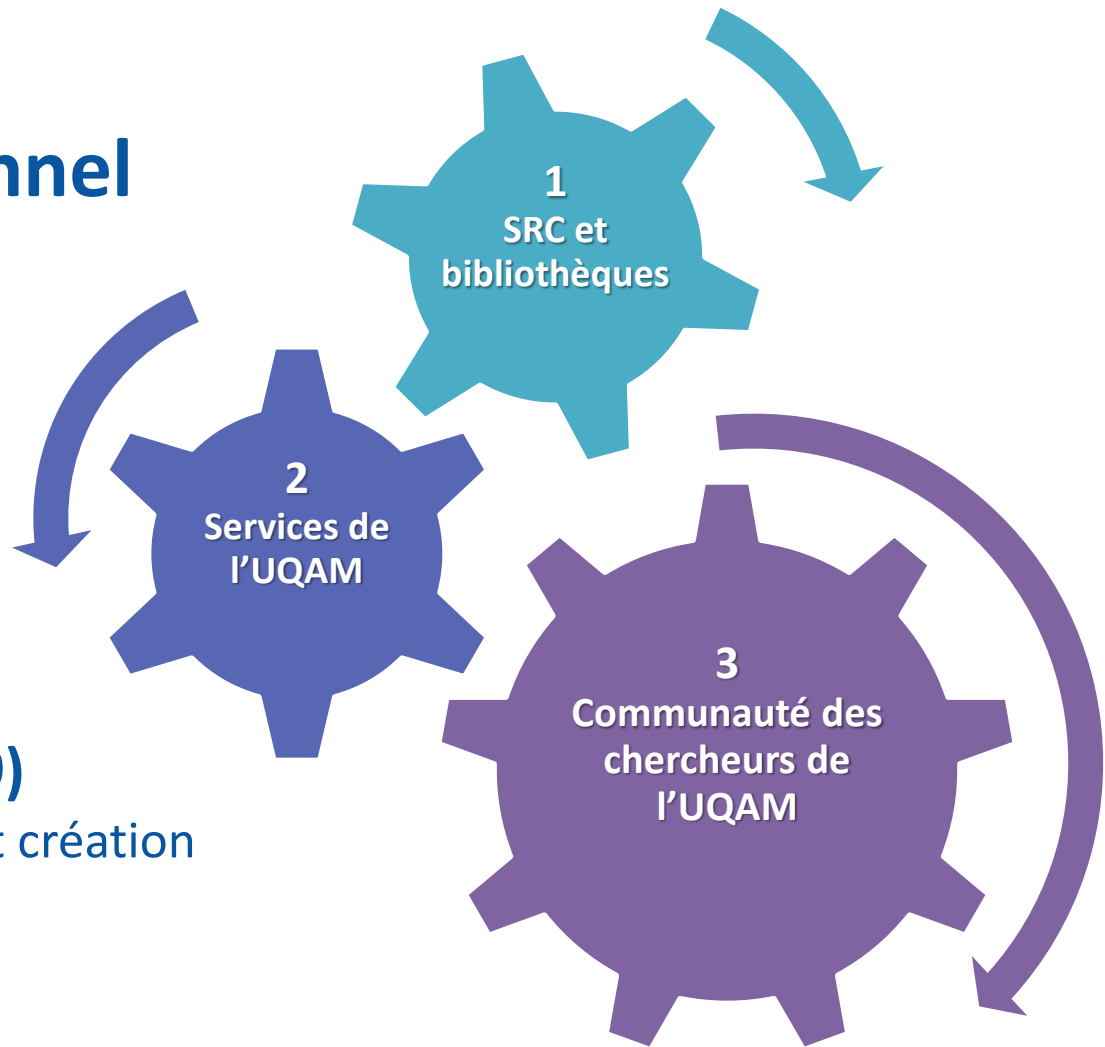 nnel
1
SRC et
bibliothèques
2
Services de
l’UQAM
3
Communauté des
chercheurs de
l’UQAM
)
t création